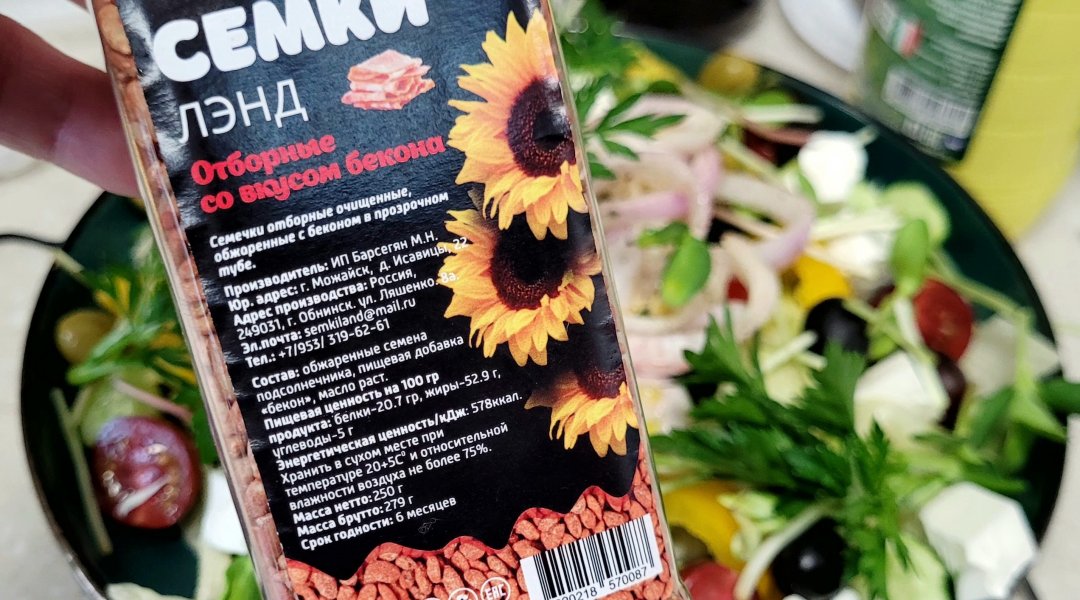 СЕМКИ
ЛЭНД
Отборные
со вкусом бекона
Семечки отборные очищенные,
обжоренные с беконом в прозрачном
тубе.
Производитель: ИП Барсегян М.Н.
Юр. адрес: г. Можайск, д. Исавицы, 22
Адрес производства: Россия,
249031, г. Обнинск, ул. Ляшенко, 8а.
Эл.почта: semkiland@mail.ru
Тел.: +7/953/ 319-62-61
Состав: обжаренные семена
подсолнечника, пищевая добавка
«бекон», масло раст.
Пищевая ценность на 100 гр
продукта: белки-20.7 гр, жиры-52.9 г,
углеводы-5 г
Энергетическая ценность/кДж: 578ккал.
Хранить в сухом месте при
температуре 20+5С⁰ и относительной
влажности воздуха не более 75%.
Масса нетто: 250 г
Масса брутто: 279 г
Срок годности: 6 месяцев
EAC
20218 570087